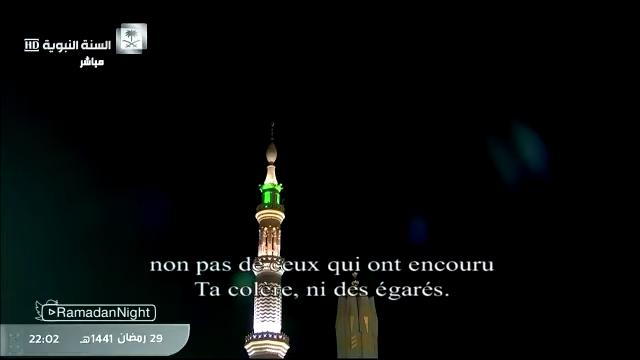 السنة النبوية HD
مباشر
non pas de ceux qui ont encouru
Ta colère, ni des égarés.
RamadanNight
22:02 29 رمضان 1441هـ